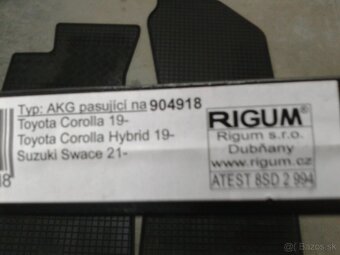 Typ: AKG pasující na 904918
Toyota Corolla 19-
Toyota Corolla Hybrid 19-
Suzuki Swace 21-
RIGUM®
Rigum s.r.o.
Dubňany
www.rigum.cz
ATEST 8SD 2 994
Bazos.sk